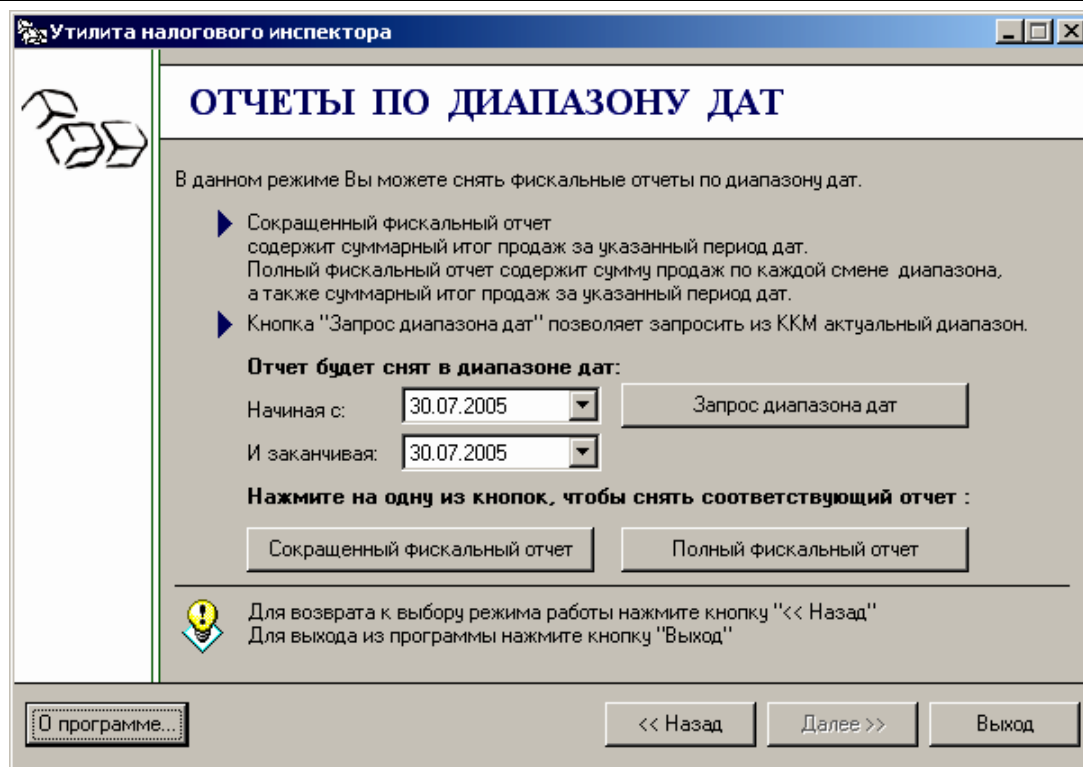 Утилита налогового инспектора
ОТЧЕТЫ ПО ДИАПАЗОНУ ДАТ
В данном режиме Вы можете снять фискальные отчеты по диапазону дат.
Сокращенный фискальный отчет
содержит суммарный итог продаж за указанный период дат.
Полный фискальный отчет содержит сумму продаж по каждой смене диапазона,
а также суммарный итог продаж за указанный период дат.
Кнопка "Запрос диапазона дат" позволяет запросить из ККМ актуальный диапазон.
Отчет будет снят в диапазоне дат:
Начиная с: 30.07.2005 Запрос диапазона дат
И заканчивая: 30.07.2005
Нажмите на одну из кнопок, чтобы снять соответствующий отчет :
Сокращенный фискальный отчет Полный фискальный отчет
Для возврата к выбору режима работы нажмите кнопку "<< Назад"
Для выхода из программы нажмите кнопку "Выход"
О программе... << Назад Далее >> Выход